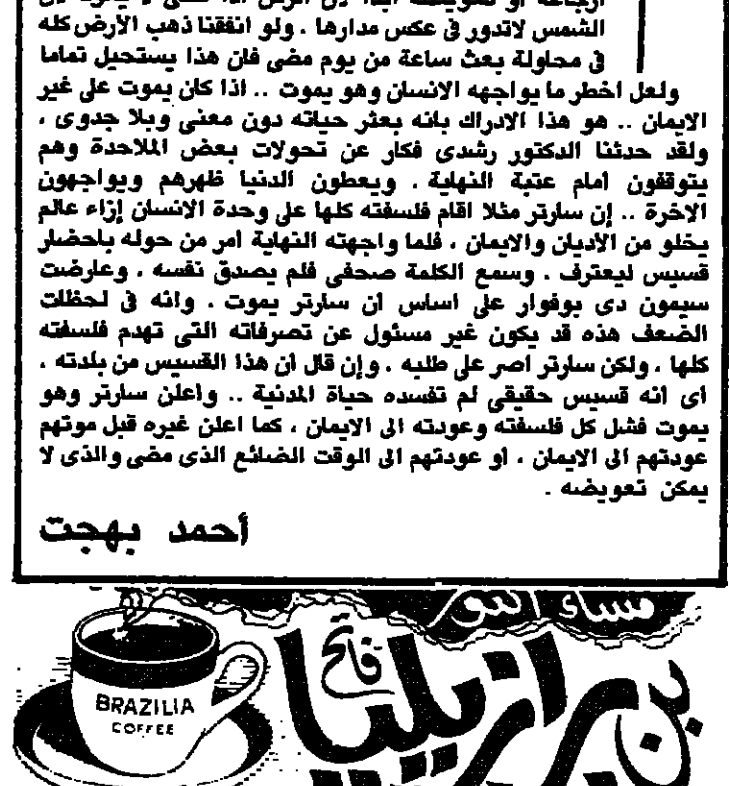 الشمس لاتدور في عكس مدارها . ولو انفقنا ذهب الأرض كله
في محاولة بعث ساعة من يوم مضى فان هذا يستحيل تماما
ولعل اخطر ما يواجهه الانسان وهو يموت .. اذا كان يموت على غير
الايمان .. هو هذا الادراك بانه بعثر حياته دون معنى وبلا جدوى ،
ولقد حدثنا الدكتور رشدى فكار عن تحولات بعض الملاحدة وهم
يتوقفون امام عتبة النهاية . ويعطون الدنيا ظهرهم ويواجهون
الاخرة .. إن سارتر مثلا اقام فلسفته كلها على وحدة الانسان إزاء عالم
يخلو من الأديان والايمان ، فلما واجهته النهاية امر من حوله باحضار
قسيس ليعترف . وسمع الكلمة صحفى فلم يصدق نفسه ، وعارضت
سيمون دى بوفوار على اساس ان سارتر يموت . وانه في لحظات
الضعف هذه قد يكون غير مسئول عن تصرفاته التى تهدم فلسفته
كلها ، ولكن سارتر اصر على طلبه ، وإن قال ان هذا القسيس من بلدته ،
اى انه قسيس حقيقى لم تفسده حياة المدنية .. واعلن سارتر وهو
يموت فشل كل فلسفته وعودته الى الايمان ، كما اعلن غيره قبل موتهم
عودتهم الى الايمان ، او عودتهم الى الوقت الضائع الذى مضى والذى لا
يمكن تعويضه .
أحمد بهجت
مساء النور
بن برازيليا فاتح
BRAZILIA
COFFEE